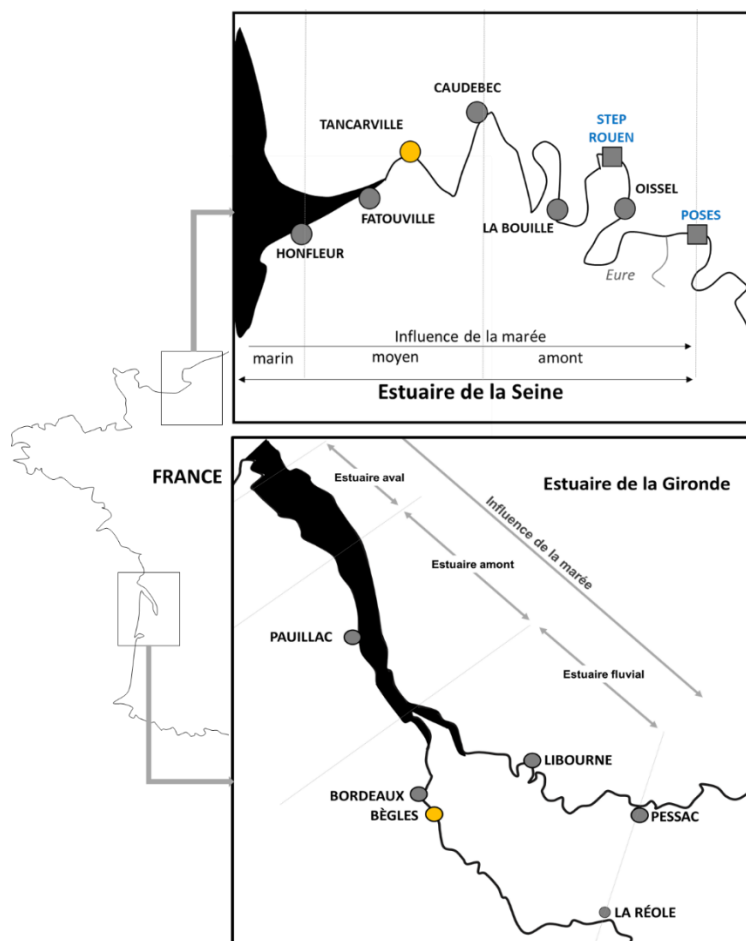 CAUDEBEC
TANCARVILLE
STEP
ROUEN
OISSEL
FATOUVILLE
LA BOUILLE
POSES
HONFLEUR
Eure
Influence de la marée
marin
moyen
amont
Estuaire de la Seine
FRANCE
Estuaire aval
Estuaire de la Gironde
Influence de la marée
Estuaire amont
PAUILLAC
Estuaire fluvial
LIBOURNE
BORDEAUX
BÈGLES
PESSAC
LA RÉOLE